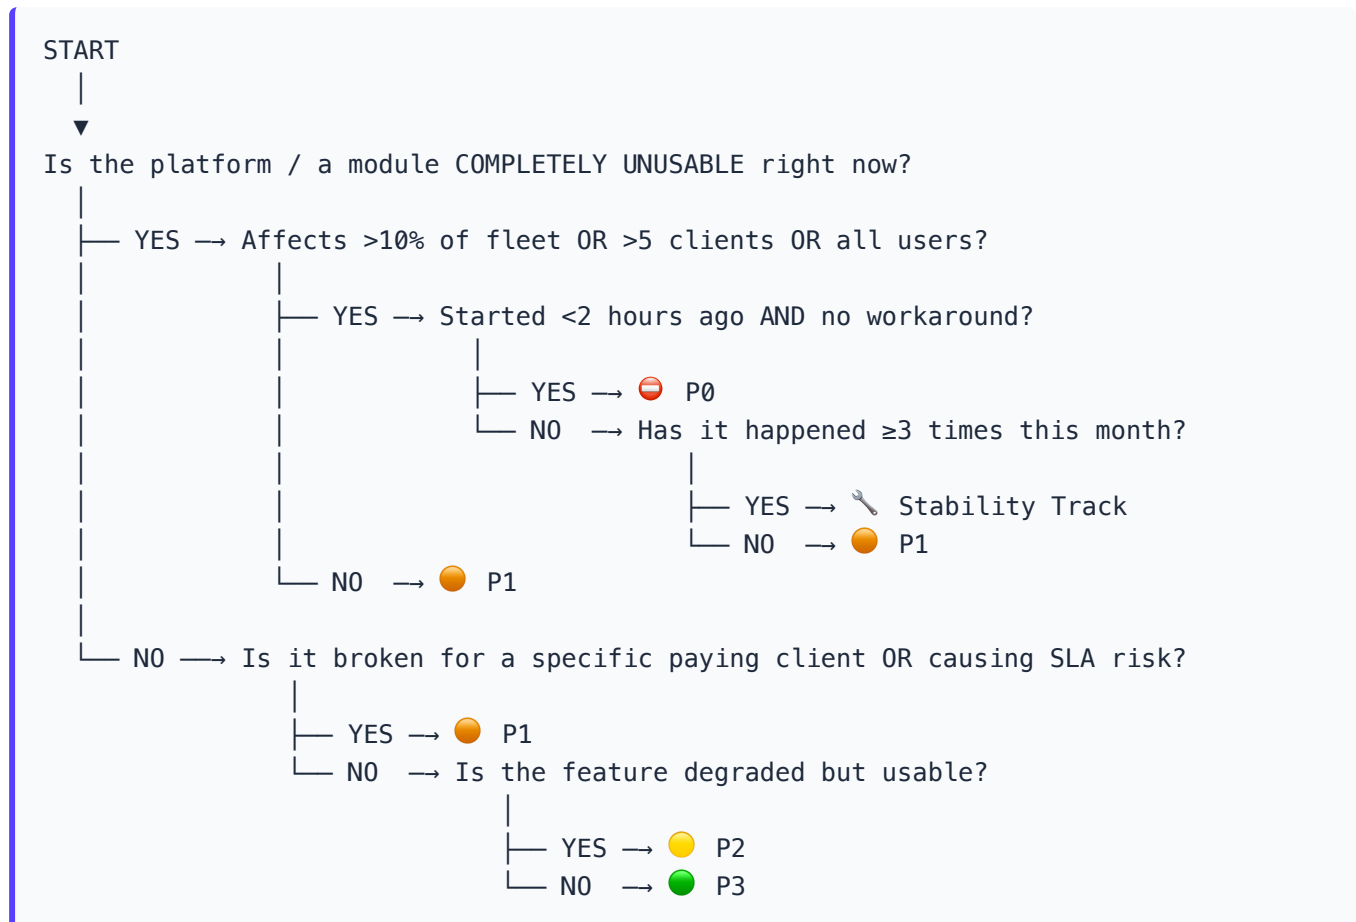 START
│
▼
Is the platform / a module COMPLETELY UNUSABLE right now?
│
├── YES ─→ Affects >10% of fleet OR >5 clients OR all users?
│            │
│            ├── YES ─→ Started <2 hours ago AND no workaround?
│            │            │
│            │            ├── YES ─→ ⛔ P0
│            │            └── NO  ─→ Has it happened ≥3 times this month?
│            │                          │
│            │                          ├── YES ─→ 🔧 Stability Track
│            │                          └── NO  ─→ 🟠 P1
│            └── NO  ─→ 🟠 P1
│
└── NO ──→ Is it broken for a specific paying client OR causing SLA risk?
              │
              ├── YES ─→ 🟠 P1
              └── NO  ─→ Is the feature degraded but usable?
                            │
                            ├── YES ─→ 🟡 P2
                            └── NO  ─→ 🟢 P3